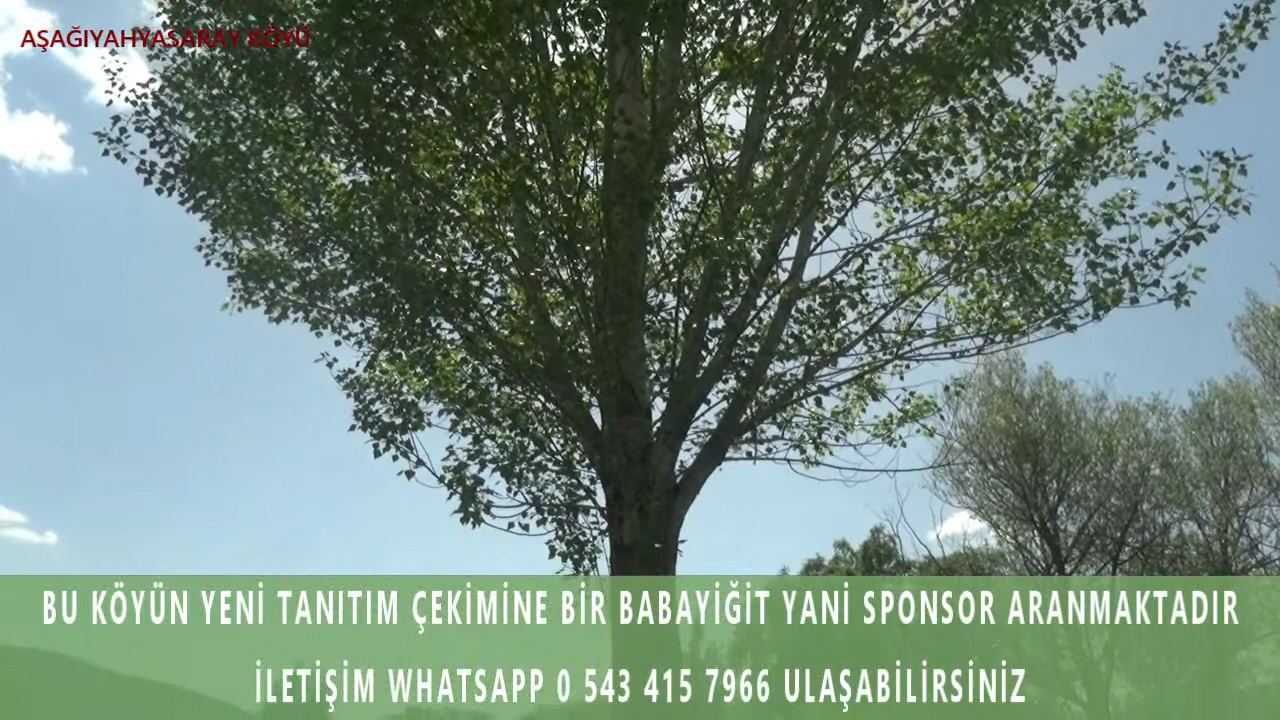 AŞAĞIYAHYASARAY KÖYÜ
BU KÖYÜN YENİ TANITIM ÇEKİMİNE BİR BABAYİĞİT YANİ SPONSOR ARANMAKTADIR
İLETİŞİM WHATSAPP 0 543 415 7966 ULAŞABİLİRSİNİZ